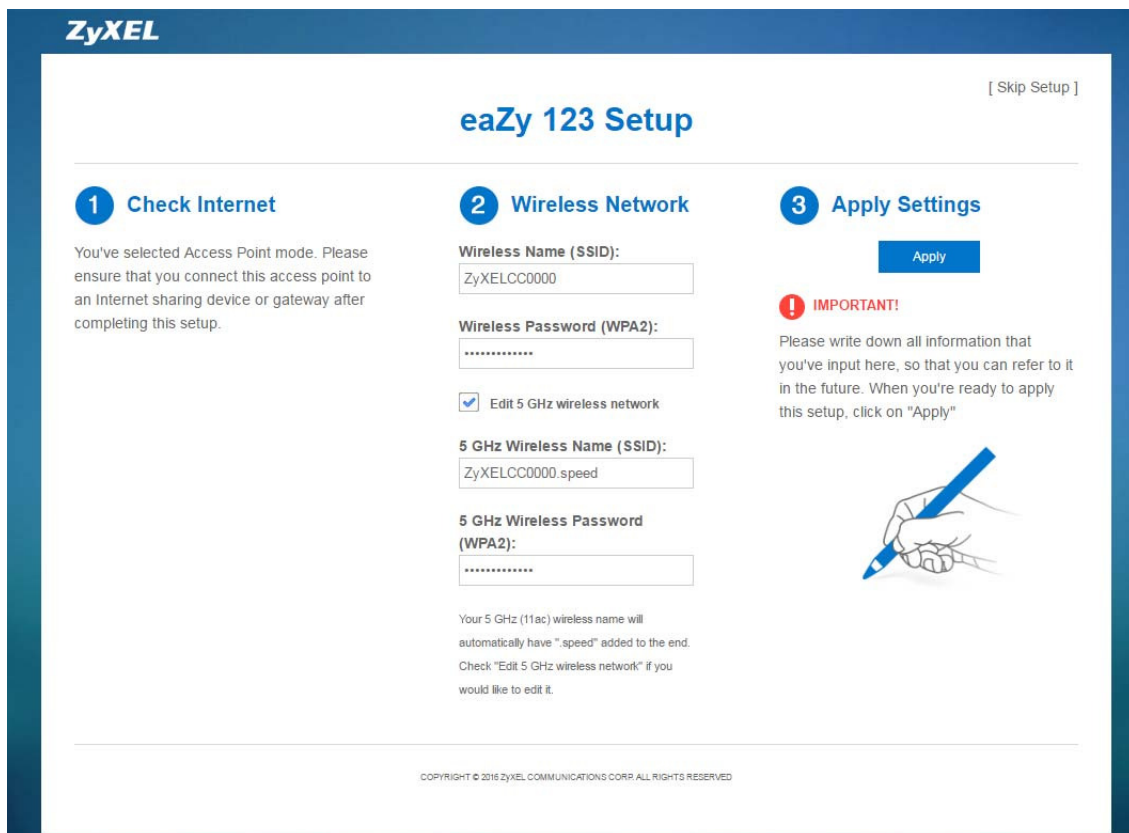 ZyXEL
[ Skip Setup ]
eaZy 123 Setup
1 Check Internet
You've selected Access Point mode. Please
ensure that you connect this access point to
an Internet sharing device or gateway after
completing this setup.
2 Wireless Network
Wireless Name (SSID):
ZyXELCC0000
Wireless Password (WPA2):
•••••••••••••
Edit 5 GHz wireless network
5 GHz Wireless Name (SSID):
ZyXELCC0000.speed
5 GHz Wireless Password
(WPA2):
•••••••••••••
Your 5 GHz (11ac) wireless name will
automatically have ".speed" added to the end.
Check "Edit 5 GHz wireless network" if you
would like to edit it.
3 Apply Settings
Apply
! IMPORTANT!
Please write down all information that
you've input here, so that you can refer to it
in the future. When you're ready to apply
this setup, click on "Apply"
COPYRIGHT © 2016 ZyXEL COMMUNICATIONS CORP. ALL RIGHTS RESERVED